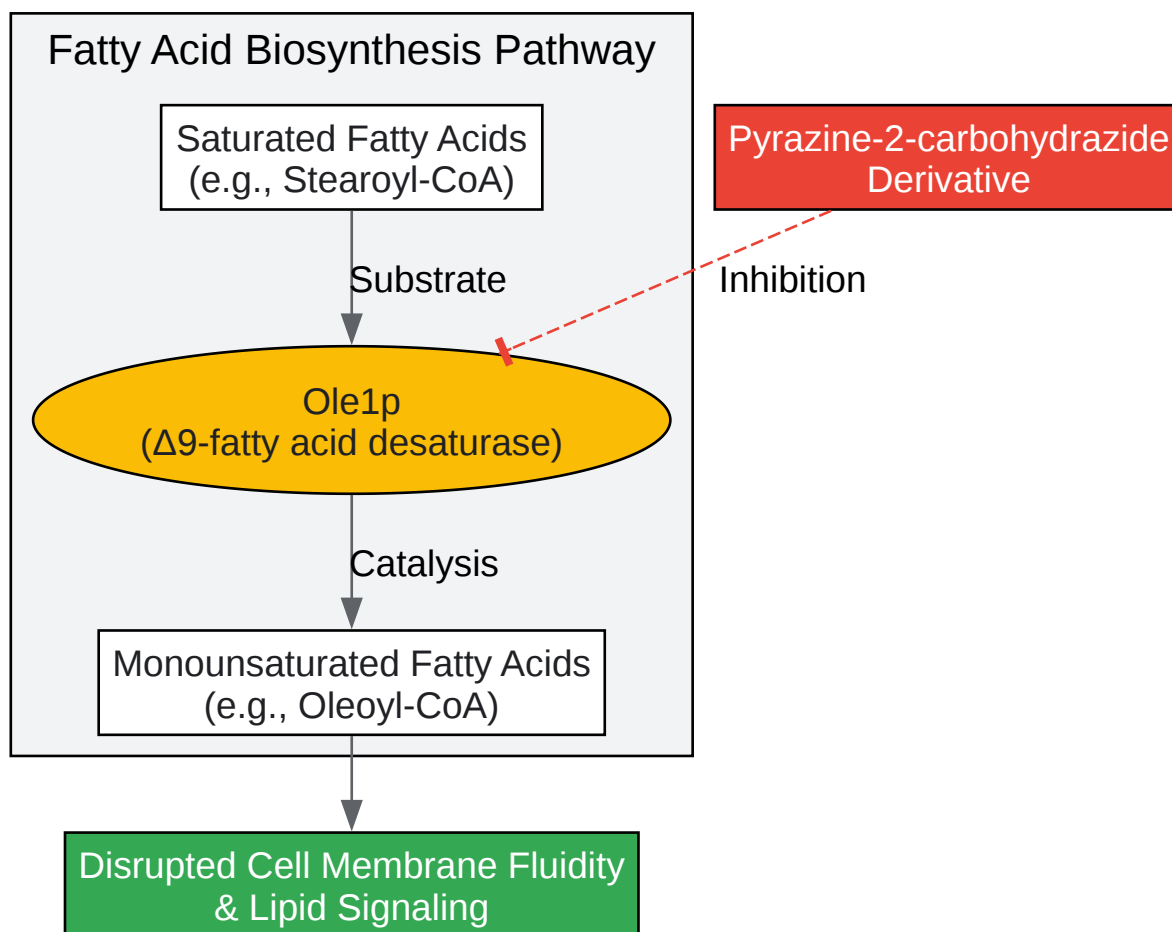 Fatty Acid Biosynthesis Pathway
Saturated Fatty Acids
(e.g., Stearoyl-CoA)
Pyrazine-2-carbohydrazide
Derivative
Substrate
Inhibition
Ole1p
(Δ9-fatty acid desaturase)
Catalysis
Monounsaturated Fatty Acids
(e.g., Oleoyl-CoA)
Disrupted Cell Membrane Fluidity
& Lipid Signaling